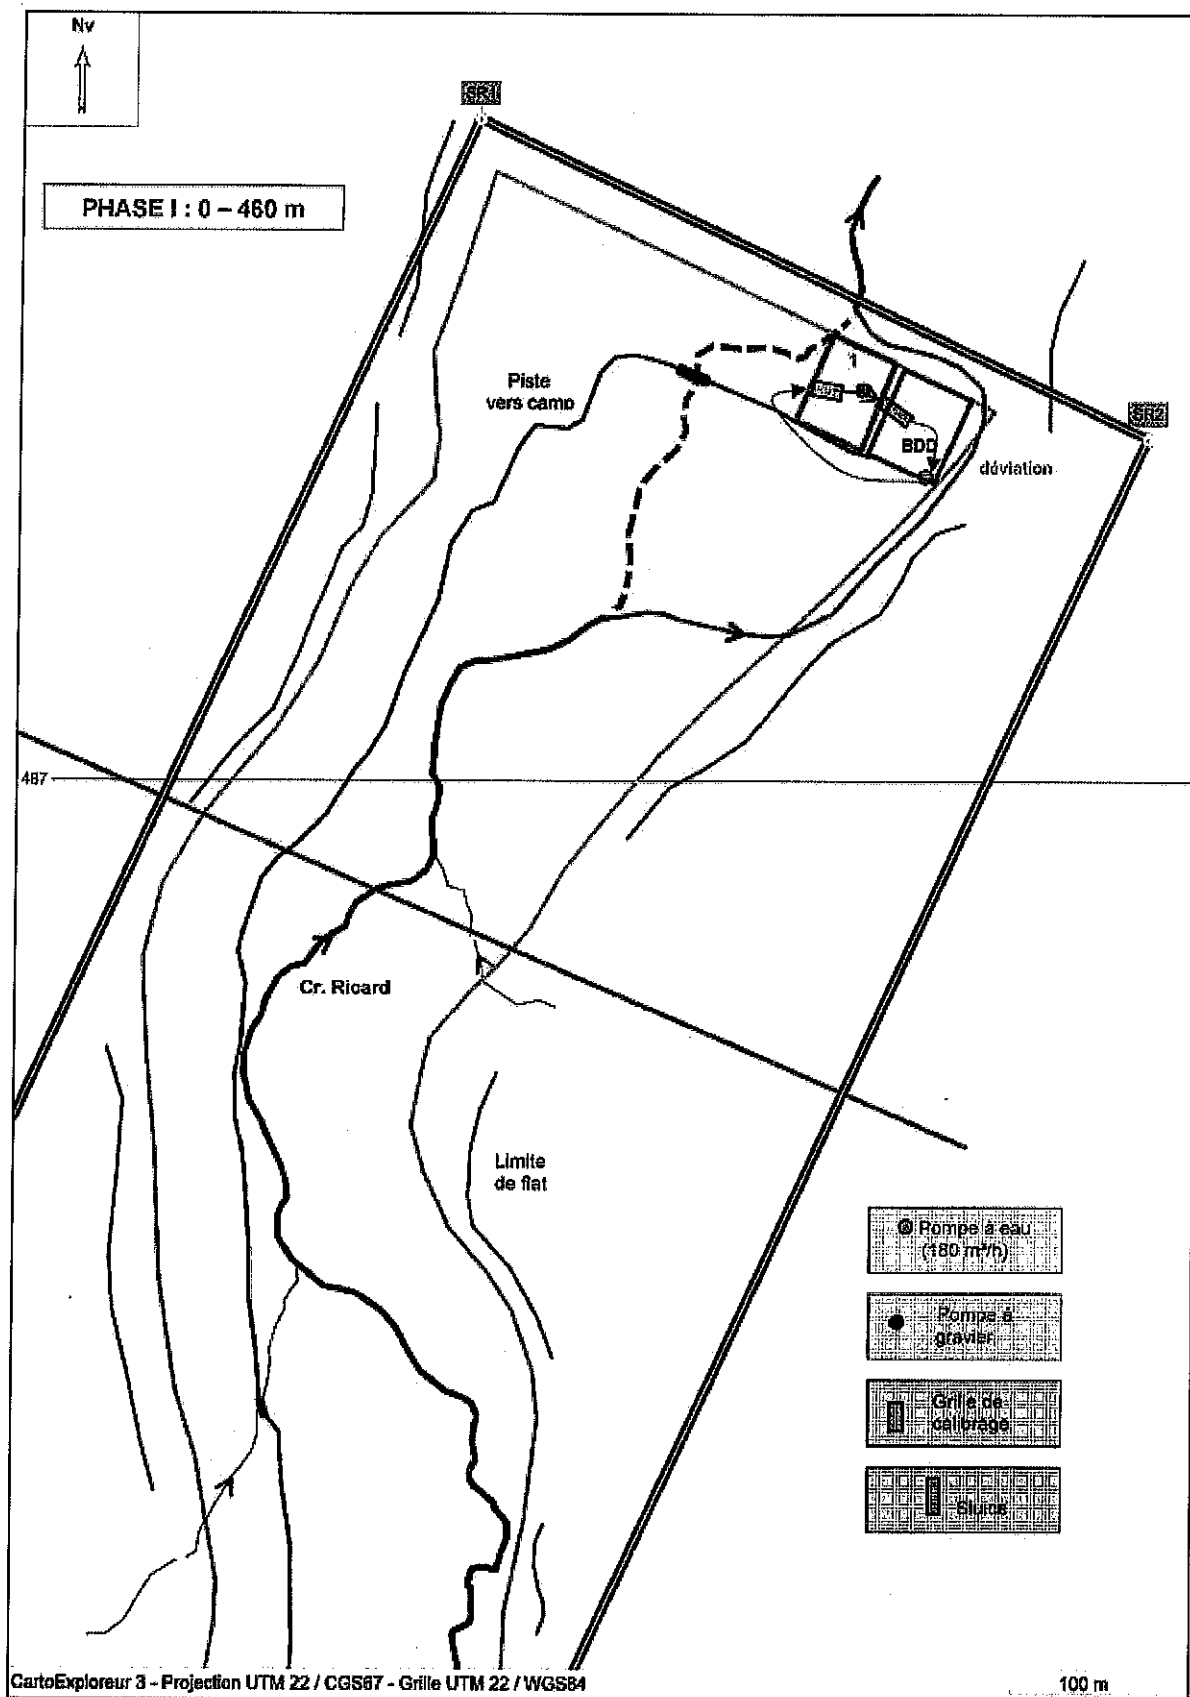 Nv
SR1
PHASE I : 0 – 460 m
Piste
vers camp
SR2
BDD
déviation
487
Cr. Ricard
Limite
de flat
Pompe à eau
(180 m³/h)
Pompe à
gravier
Grille de
calibrage
Sluice
CartoExploreur 3 - Projection UTM 22 / CGS67 - Grille UTM 22 / WGS84
100 m